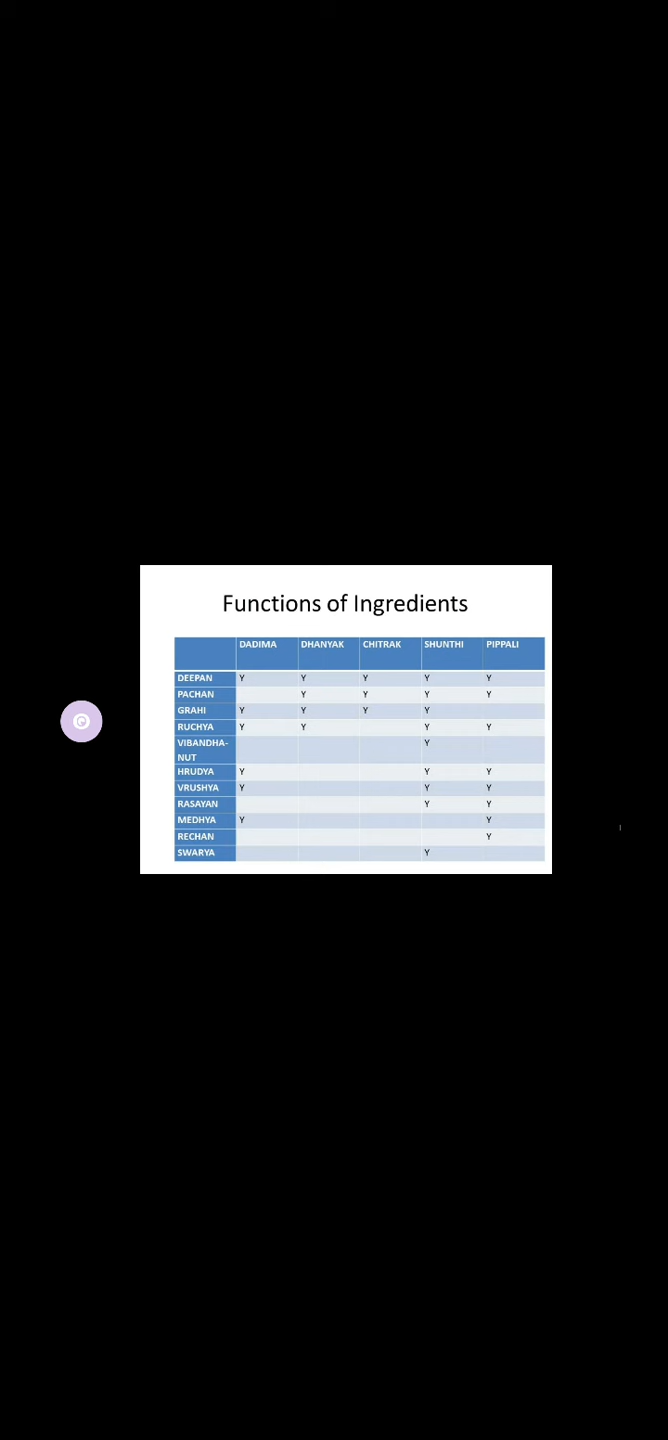 Functions of Ingredients
DADIMA DHANYAK CHITRAK SHUNTHI PIPPALI
DEEPAN Y Y Y Y Y
PACHAN Y Y Y Y
GRAHI Y Y Y Y
RUCHYA Y Y Y Y
VIBANDHA- Y
NUT
HRUDYA Y Y Y
VRUSHYA Y Y Y
RASAYAN Y Y
MEDHYA Y Y
RECHAN Y
SWARYA Y